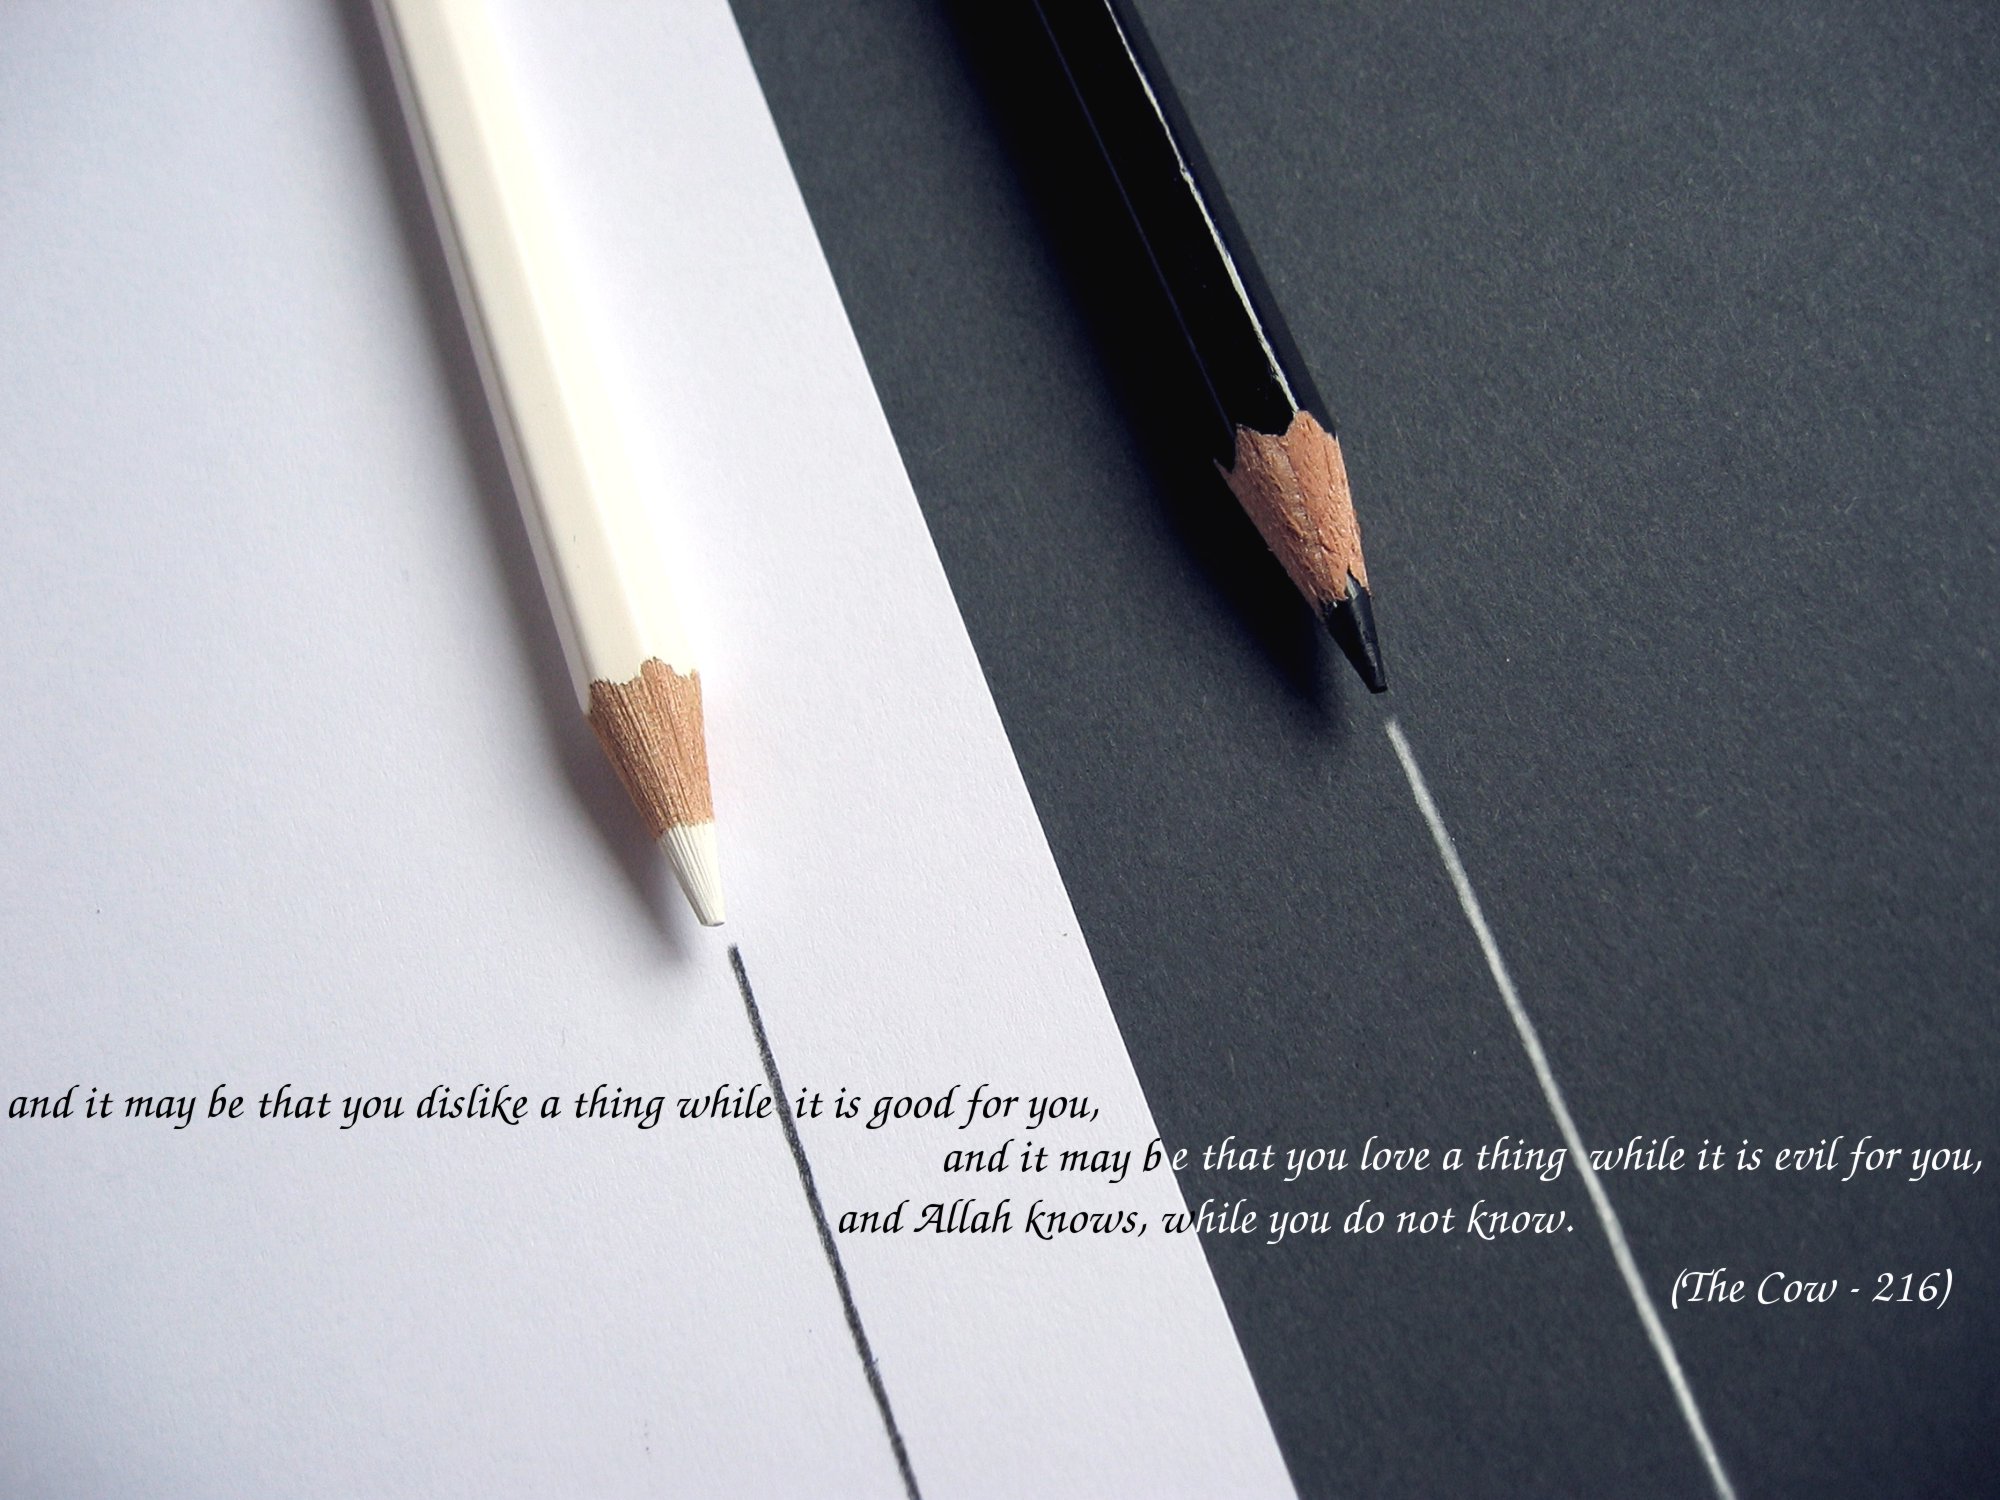 and it may be that you dislike a thing while it is good for you,
and it may be that you love a thing while it is evil for you,
and Allah knows, while you do not know.
(The Cow - 216)